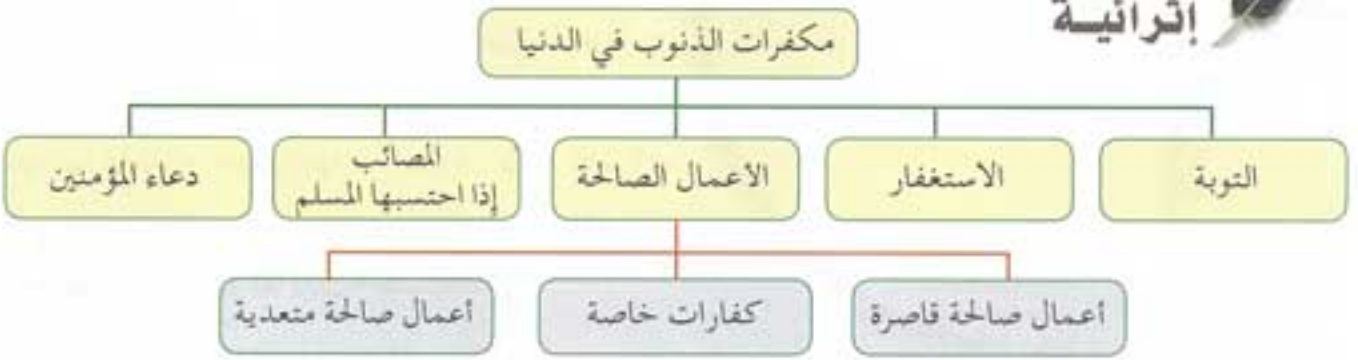 إثرائية
مكفرات الذنوب في الدنيا
التوبة
الاستغفار
الأعمال الصالحة
المصائب
إذا احتسبها المسلم
دعاء المؤمنين
أعمال صالحة قاصرة
كفارات خاصة
أعمال صالحة متعدية